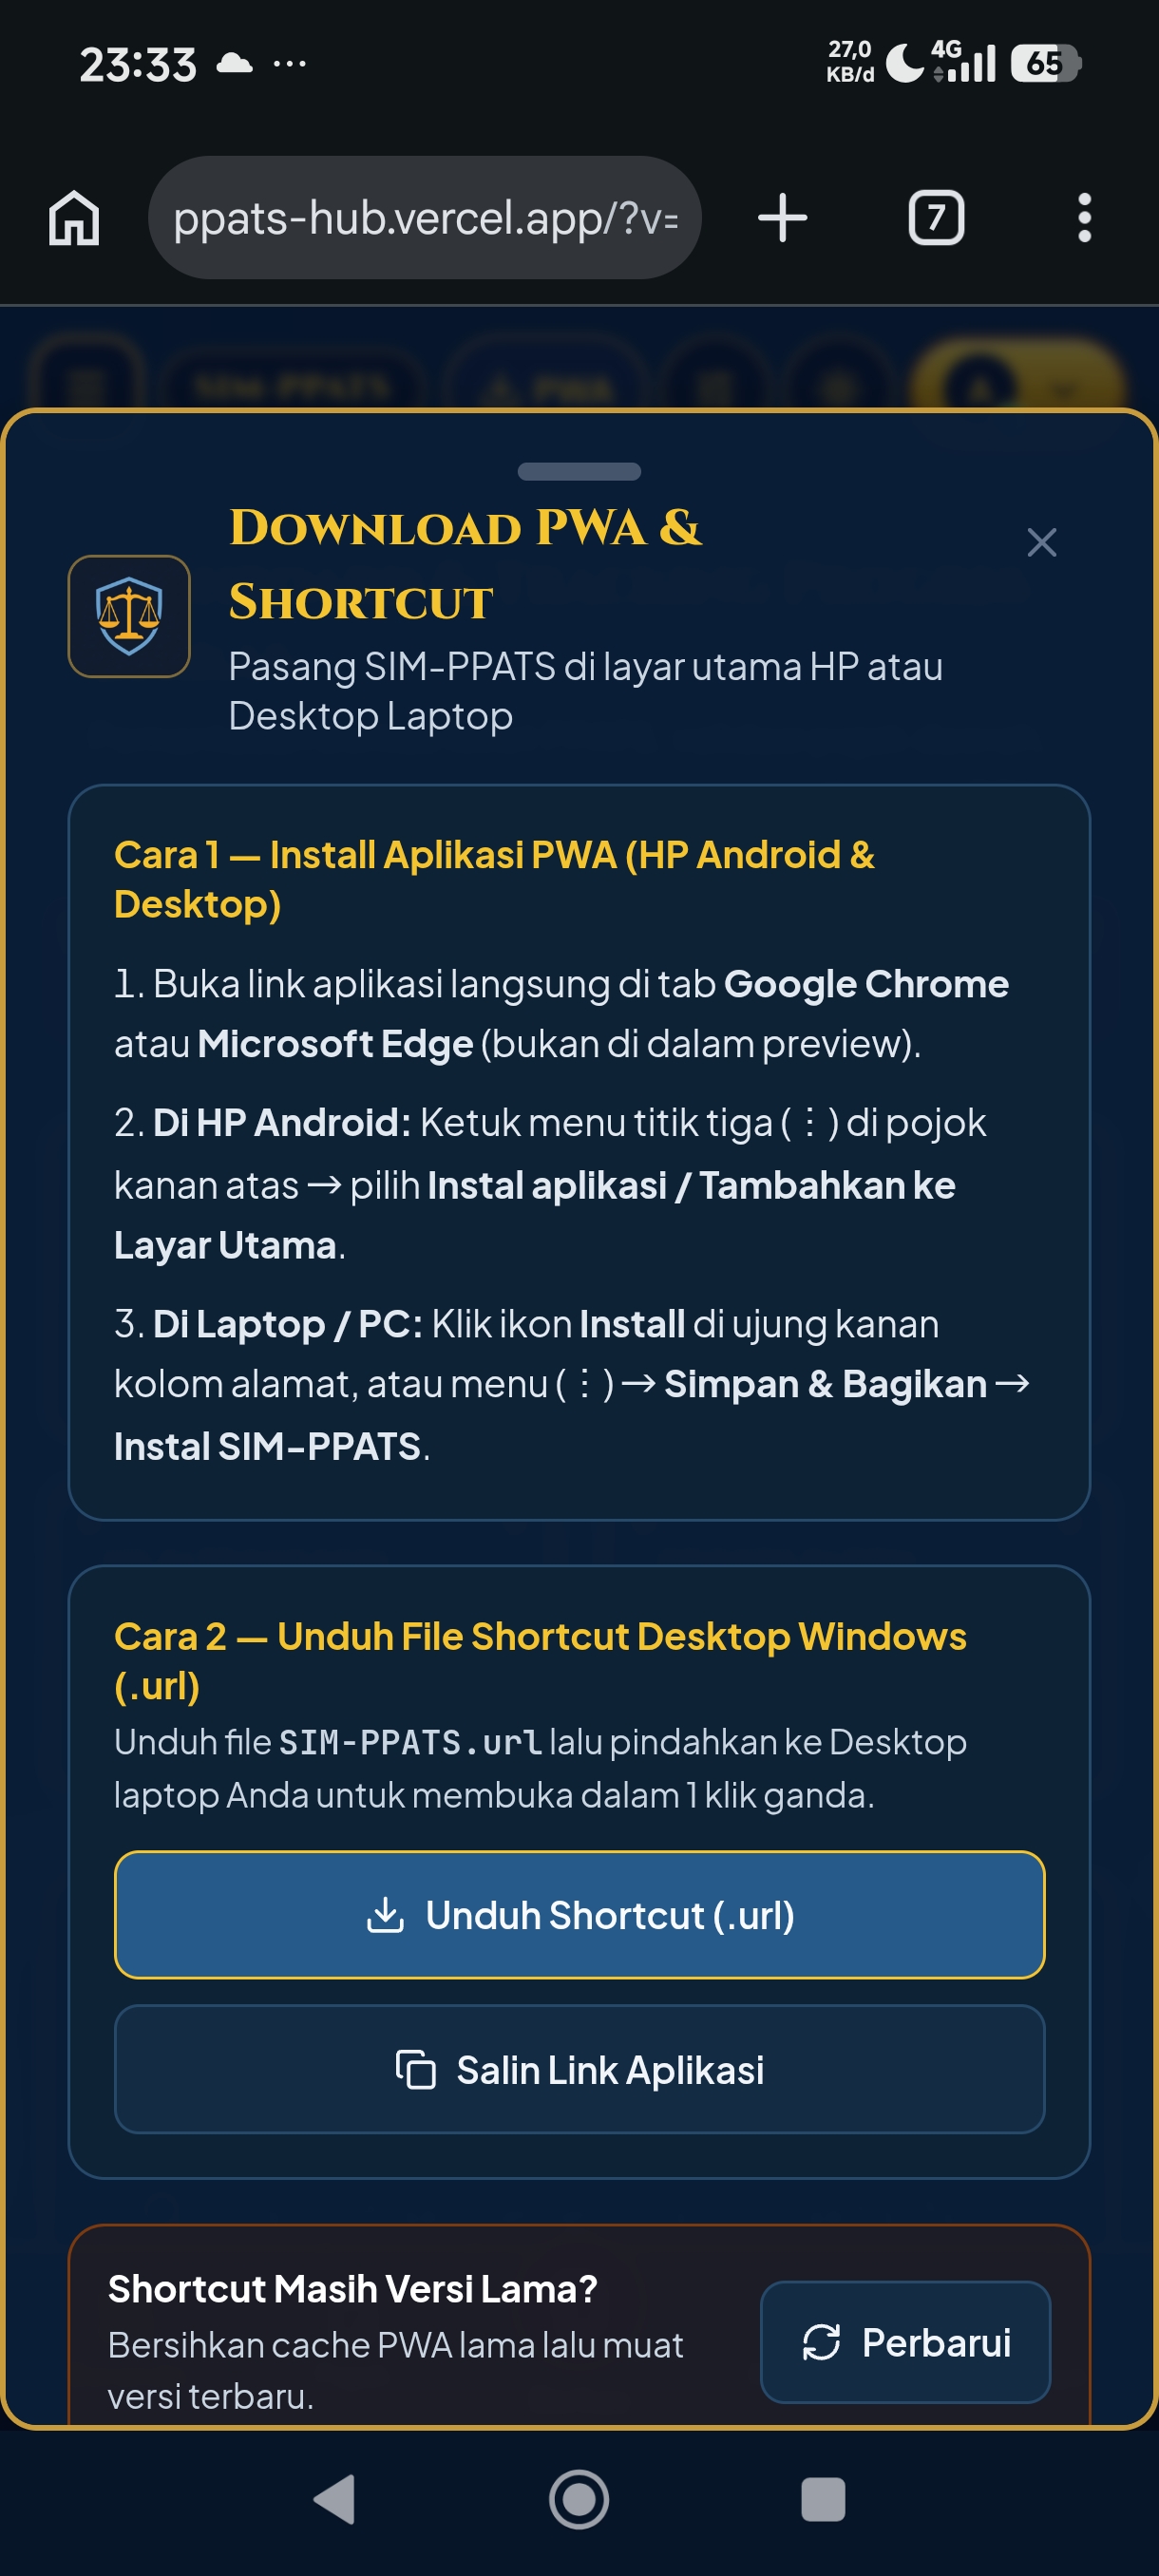 23:33
27,0
KB/d
4G
65
ppats-hub.vercel.app/?v=
7
SIM-PPATS
PWA
DOWNLOAD PWA &
SHORTCUT
Pasang SIM-PPATS di layar utama HP atau
Desktop Laptop
Cara 1 — Install Aplikasi PWA (HP Android &
Desktop)
1. Buka link aplikasi langsung di tab Google Chrome
atau Microsoft Edge (bukan di dalam preview).
2. Di HP Android: Ketuk menu titik tiga (⋮) di pojok
kanan atas → pilih Instal aplikasi / Tambahkan ke
Layar Utama.
3. Di Laptop / PC: Klik ikon Install di ujung kanan
kolom alamat, atau menu (⋮) → Simpan & Bagikan →
Instal SIM-PPATS.
Cara 2 — Unduh File Shortcut Desktop Windows
(.url)
Unduh file SIM-PPATS.url lalu pindahkan ke Desktop
laptop Anda untuk membuka dalam 1 klik ganda.
Unduh Shortcut (.url)
Salin Link Aplikasi
Shortcut Masih Versi Lama?
Bersihkan cache PWA lama lalu muat
versi terbaru.
Perbarui